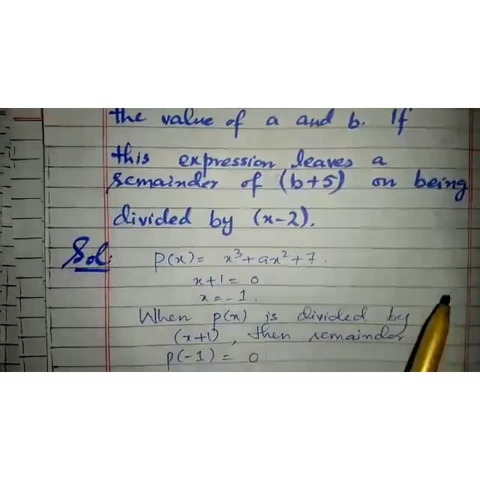 the value of a and b. If
this expression leaves a
remainder of (b+5) on being
divided by (x-2).
Sol: p(x) = x³+ax²+7.
x+1 = 0
x = -1.
When p(x) is divided by
(x+1), then remainder
p(-1) = 0